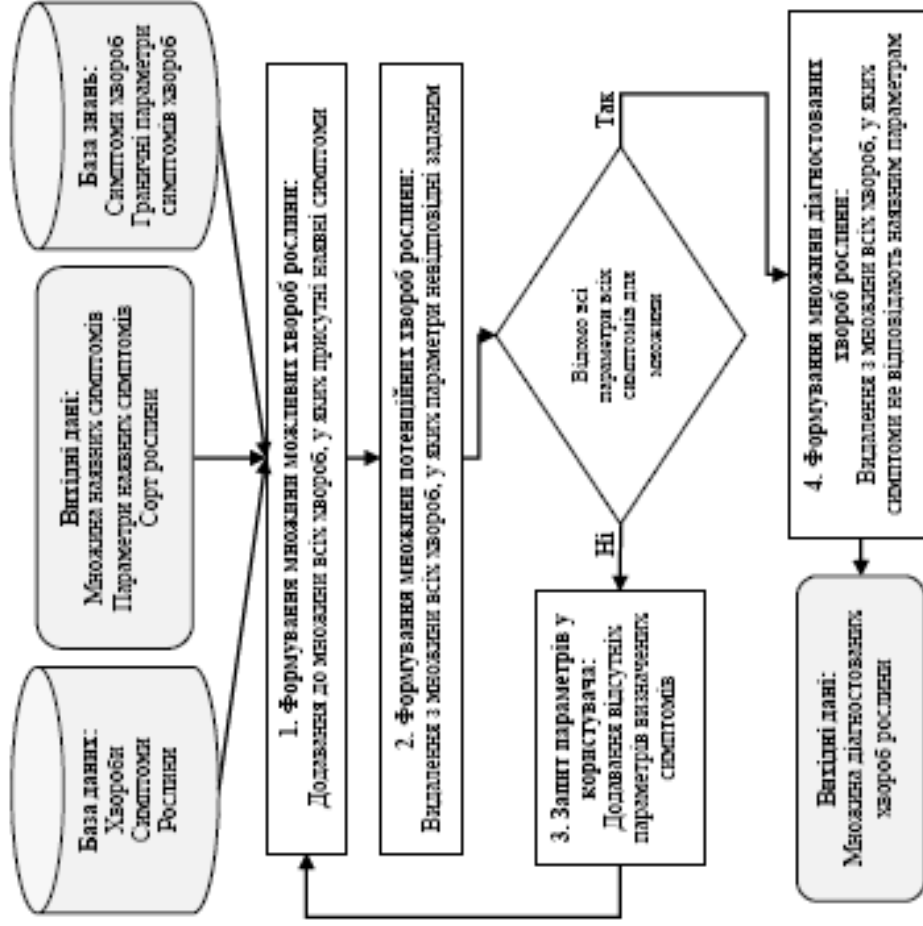 База даних:
Хвороби
Симптоми
Рослини
Вихідні дані:
Множина наявних симптомів
Параметри наявних симптомів
Сорт рослини
База знань:
Симптоми хвороб
Граничні параметри
симптомів хвороб
1. Формування множини можливих хвороб рослини:
Додавання до множини всіх хвороб, у яких присутні наявні симптоми
2. Формування множини потенційних хвороб рослини:
Видалення з множини всіх хвороб, у яких параметри невідповідні заданим
Відомо всі
параметри всіх
симптомів для
множини
Ні
Так
3. Запит параметрів у
користувача:
Додавання відсутніх
параметрів визначених
симптомів
4. Формування множини діагностованих
хвороб рослини:
Видалення з множини всіх хвороб, у яких
симптоми не відповідають наявним параметрам
Вихідні дані:
Множина діагностованих
хвороб рослини